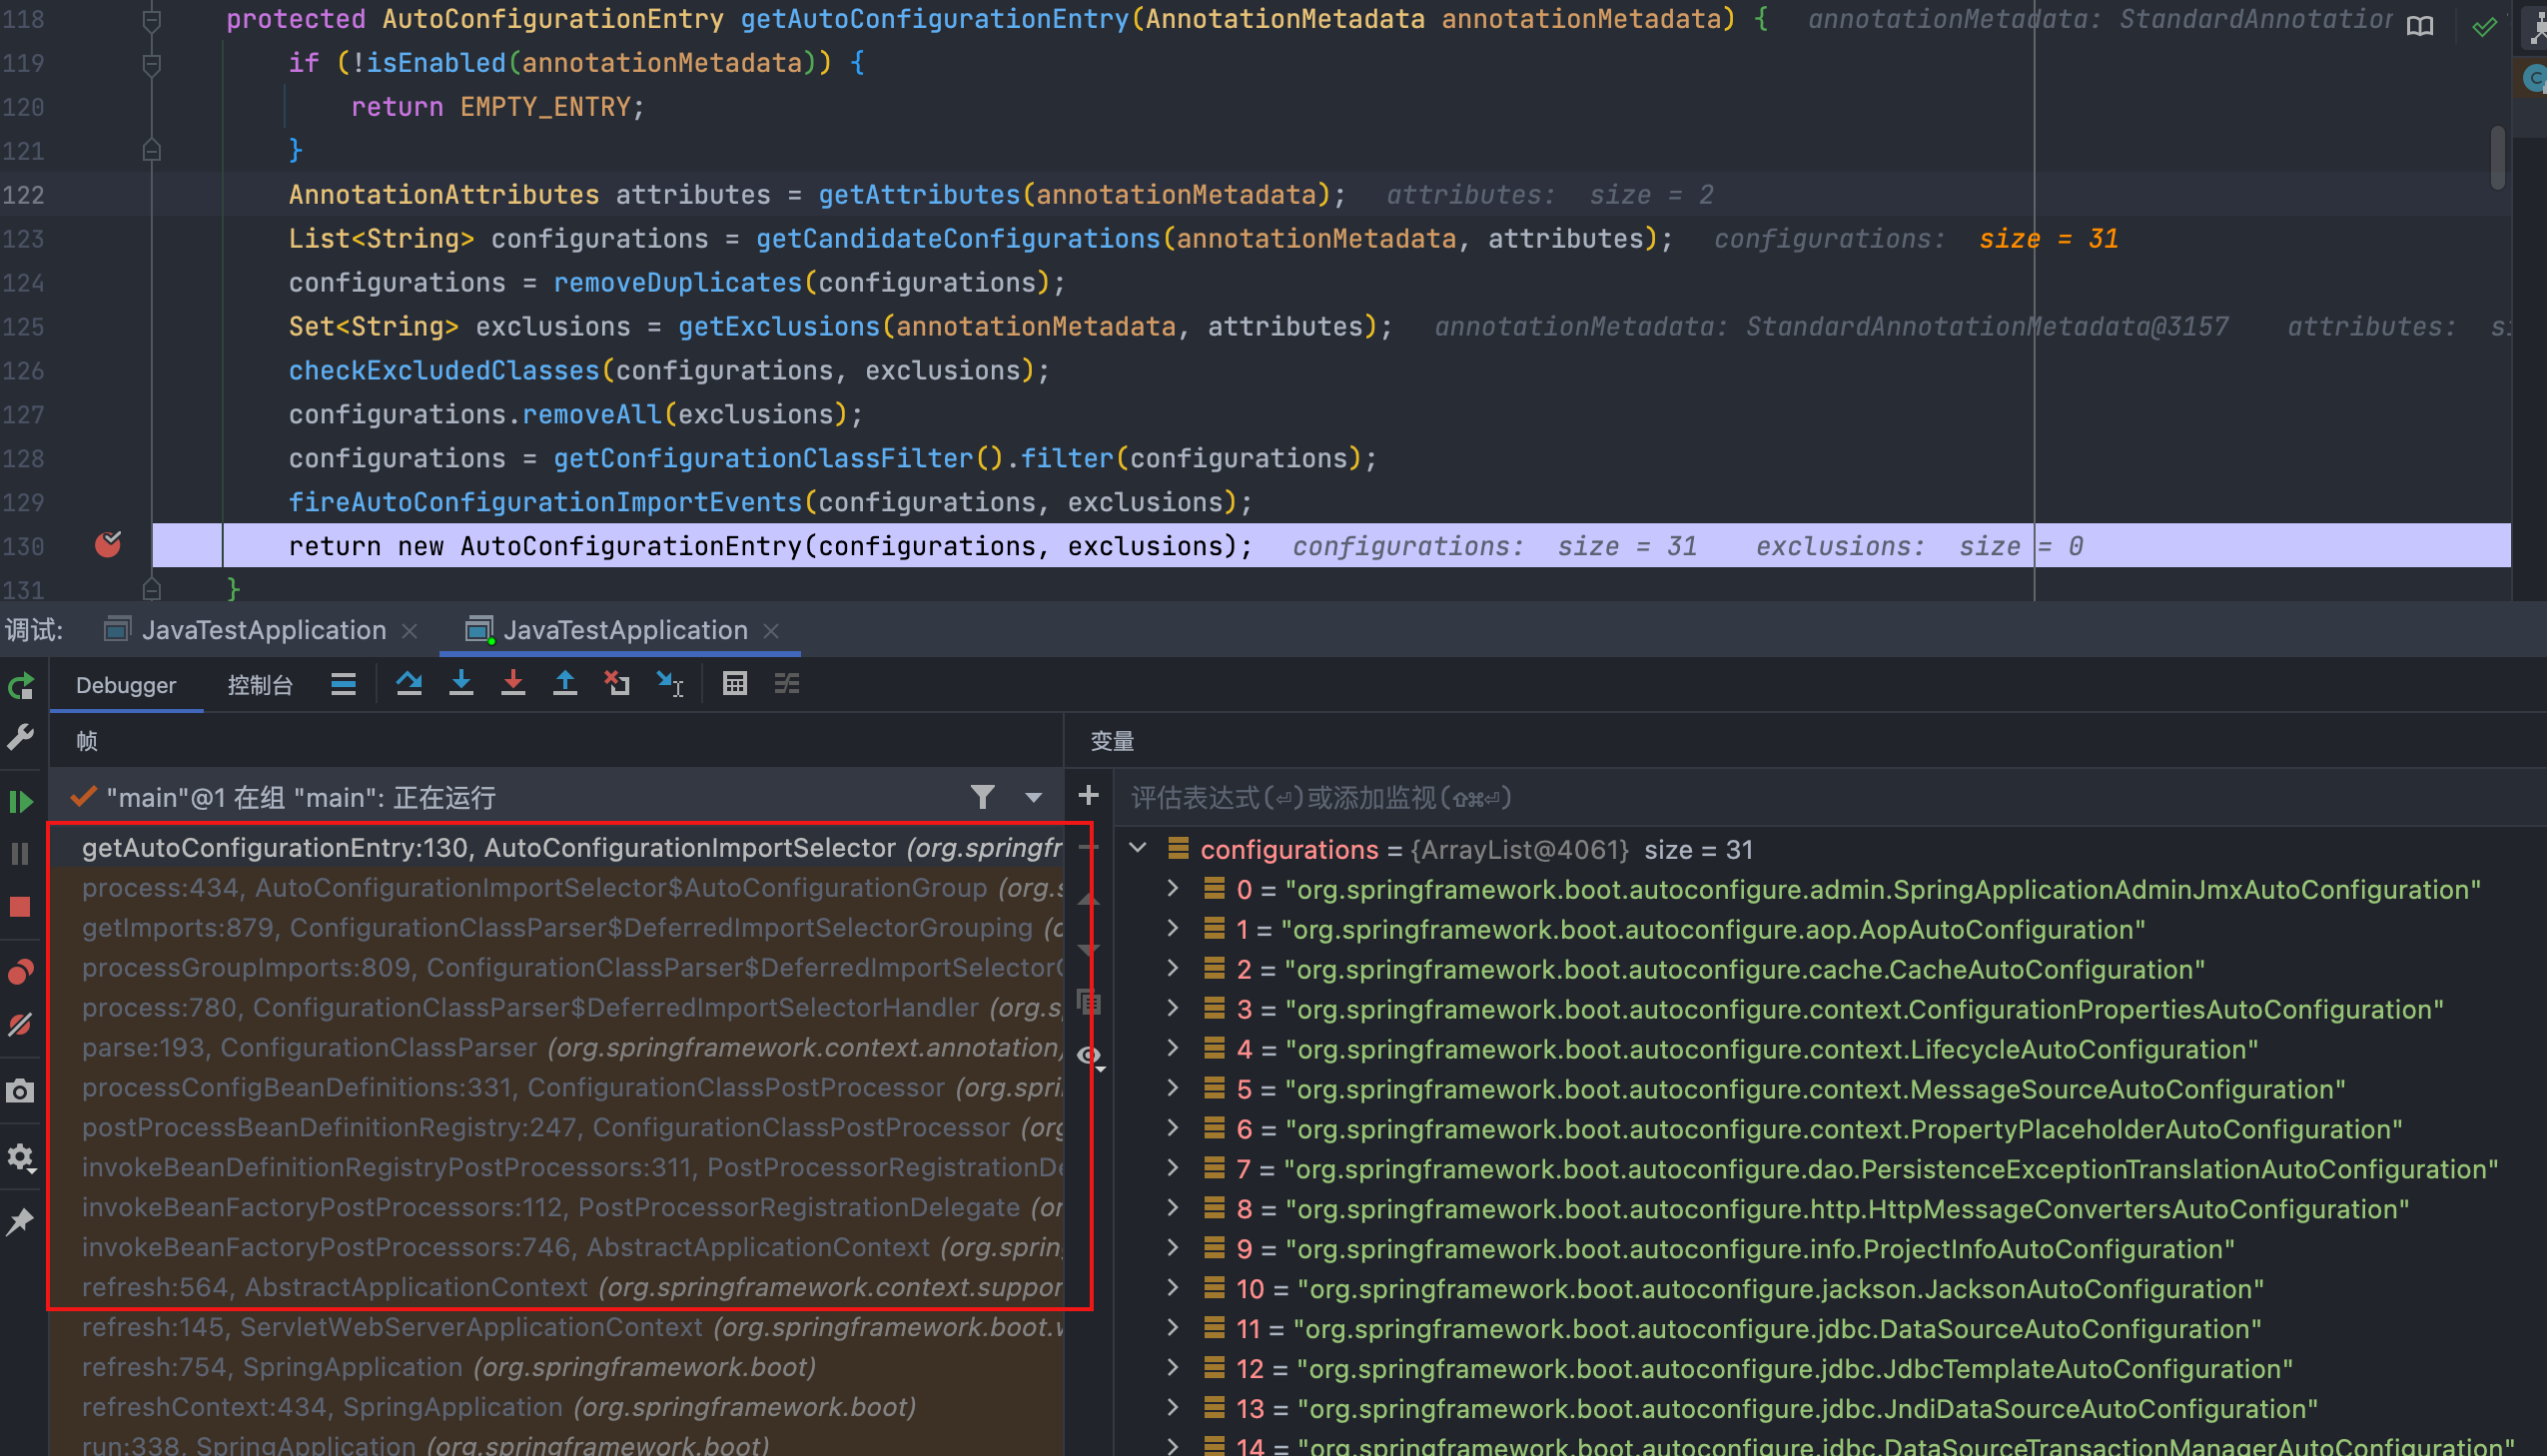 118 protected AutoConfigurationEntry getAutoConfigurationEntry(AnnotationMetadata annotationMetadata) { annotationMetadata: StandardAnnotation
119 if (!isEnabled(annotationMetadata)) {
120 return EMPTY_ENTRY;
121 }
122 AnnotationAttributes attributes = getAttributes(annotationMetadata); attributes: size = 2
123 List<String> configurations = getCandidateConfigurations(annotationMetadata, attributes); configurations: size = 31
124 configurations = removeDuplicates(configurations);
125 Set<String> exclusions = getExclusions(annotationMetadata, attributes); annotationMetadata: StandardAnnotationMetadata@3157 attributes:
126 checkExcludedClasses(configurations, exclusions);
127 configurations.removeAll(exclusions);
128 configurations = getConfigurationClassFilter().filter(configurations);
129 fireAutoConfigurationImportEvents(configurations, exclusions);
130 return new AutoConfigurationEntry(configurations, exclusions); configurations: size = 31 exclusions: size = 0
131 }
调试: JavaTestApplication JavaTestApplication
Debugger 控制台
帧
"main"@1 在组 "main": 正在运行
getAutoConfigurationEntry:130, AutoConfigurationImportSelector (org.springfr
process:434, AutoConfigurationImportSelector$AutoConfigurationGroup (org.s
getImports:879, ConfigurationClassParser$DeferredImportSelectorGrouping (o
processGroupImports:809, ConfigurationClassParser$DeferredImportSelectorG
process:780, ConfigurationClassParser$DeferredImportSelectorHandler (org.s
parse:193, ConfigurationClassParser (org.springframework.context.annotation)
processConfigBeanDefinitions:331, ConfigurationClassPostProcessor (org.spri
postProcessBeanDefinitionRegistry:247, ConfigurationClassPostProcessor (org
invokeBeanDefinitionRegistryPostProcessors:311, PostProcessorRegistrationDe
invokeBeanFactoryPostProcessors:112, PostProcessorRegistrationDelegate (or
invokeBeanFactoryPostProcessors:746, AbstractApplicationContext (org.spring
refresh:564, AbstractApplicationContext (org.springframework.context.suppor
refresh:145, ServletWebServerApplicationContext (org.springframework.boot.w
refresh:754, SpringApplication (org.springframework.boot)
refreshContext:434, SpringApplication (org.springframework.boot)
run:338, SpringApplication (org.springframework.boot)
变量
评估表达式(⏎)或添加监视(⇧⌘⏎)
configurations = {ArrayList@4061} size = 31
0 = "org.springframework.boot.autoconfigure.admin.SpringApplicationAdminJmxAutoConfiguration"
1 = "org.springframework.boot.autoconfigure.aop.AopAutoConfiguration"
2 = "org.springframework.boot.autoconfigure.cache.CacheAutoConfiguration"
3 = "org.springframework.boot.autoconfigure.context.ConfigurationPropertiesAutoConfiguration"
4 = "org.springframework.boot.autoconfigure.context.LifecycleAutoConfiguration"
5 = "org.springframework.boot.autoconfigure.context.MessageSourceAutoConfiguration"
6 = "org.springframework.boot.autoconfigure.context.PropertyPlaceholderAutoConfiguration"
7 = "org.springframework.boot.autoconfigure.dao.PersistenceExceptionTranslationAutoConfiguration"
8 = "org.springframework.boot.autoconfigure.http.HttpMessageConvertersAutoConfiguration"
9 = "org.springframework.boot.autoconfigure.info.ProjectInfoAutoConfiguration"
10 = "org.springframework.boot.autoconfigure.jackson.JacksonAutoConfiguration"
11 = "org.springframework.boot.autoconfigure.jdbc.DataSourceAutoConfiguration"
12 = "org.springframework.boot.autoconfigure.jdbc.JdbcTemplateAutoConfiguration"
13 = "org.springframework.boot.autoconfigure.jdbc.JndiDataSourceAutoConfiguration"
14 = "org.springframework.boot.autoconfigure.jdbc.DataSourceTransactionManagerAutoConfiguration"